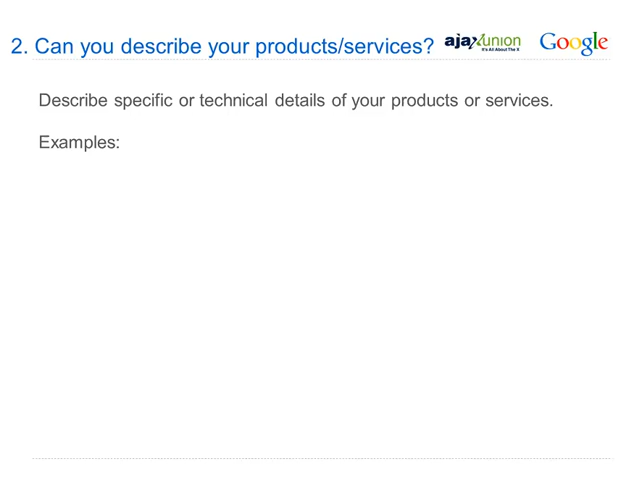 2. Can you describe your products/services?
ajaxunion
It's All About The X
Google
Describe specific or technical details of your products or services.
Examples: